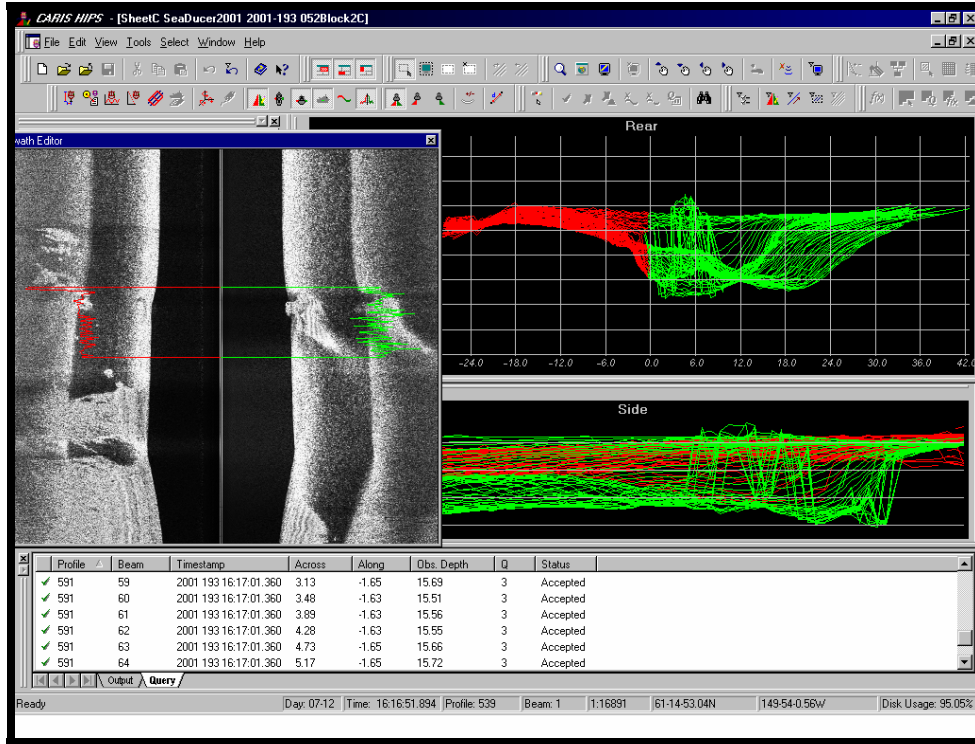 CARIS HIPS - [SheetC SeaDucer2001 2001-193 052Block2C]
File Edit View Tools Select Window Help
wath Editor
Rear
-24.0 -18.0 -12.0 -6.0 0.0 6.0 12.0 18.0 24.0 30.0 36.0 42.0
Side
Profile Beam Timestamp Across Along Obs. Depth Q Status
591 59 2001 193 16:17:01.360 3.13 -1.65 15.69 3 Accepted
591 60 2001 193 16:17:01.360 3.48 -1.63 15.51 3 Accepted
591 61 2001 193 16:17:01.360 3.89 -1.63 15.56 3 Accepted
591 62 2001 193 16:17:01.360 4.28 -1.63 15.55 3 Accepted
591 63 2001 193 16:17:01.360 4.73 -1.65 15.66 3 Accepted
591 64 2001 193 16:17:01.360 5.17 -1.65 15.72 3 Accepted
Output Query
Ready Day: 07-12 Time: 16:16:51.894 Profile: 539 Beam: 1 1:16891 61-14-53.04N 149-54-0.56W Disk Usage: 95.05%